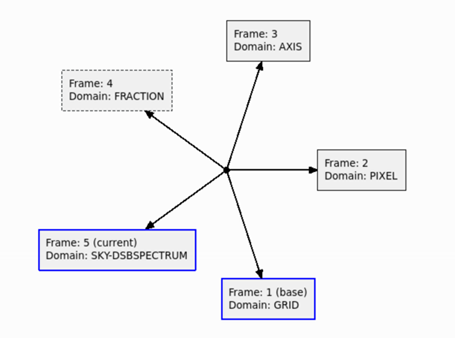 Frame: 3
Domain: AXIS
Frame: 4
Domain: FRACTION
Frame: 2
Domain: PIXEL
Frame: 5 (current)
Domain: SKY-DSBSPECTRUM
Frame: 1 (base)
Domain: GRID